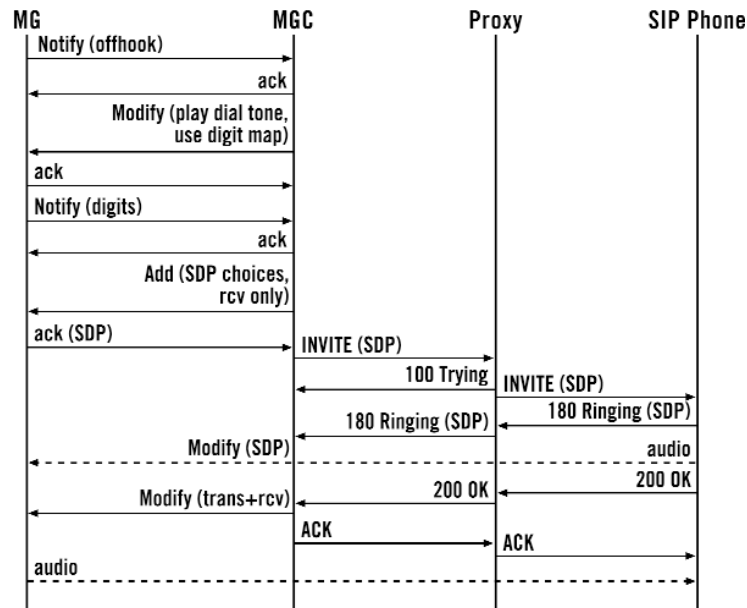 MG MGC Proxy SIP Phone
Notify (offhook)
ack
Modify (play dial tone,
use digit map)
ack
Notify (digits)
ack
Add (SDP choices,
rcv only)
ack (SDP)
INVITE (SDP)
100 Trying
INVITE (SDP)
180 Ringing (SDP)
180 Ringing (SDP)
Modify (SDP)
audio
200 OK
200 OK
Modify (trans+rcv)
ACK
ACK
audio